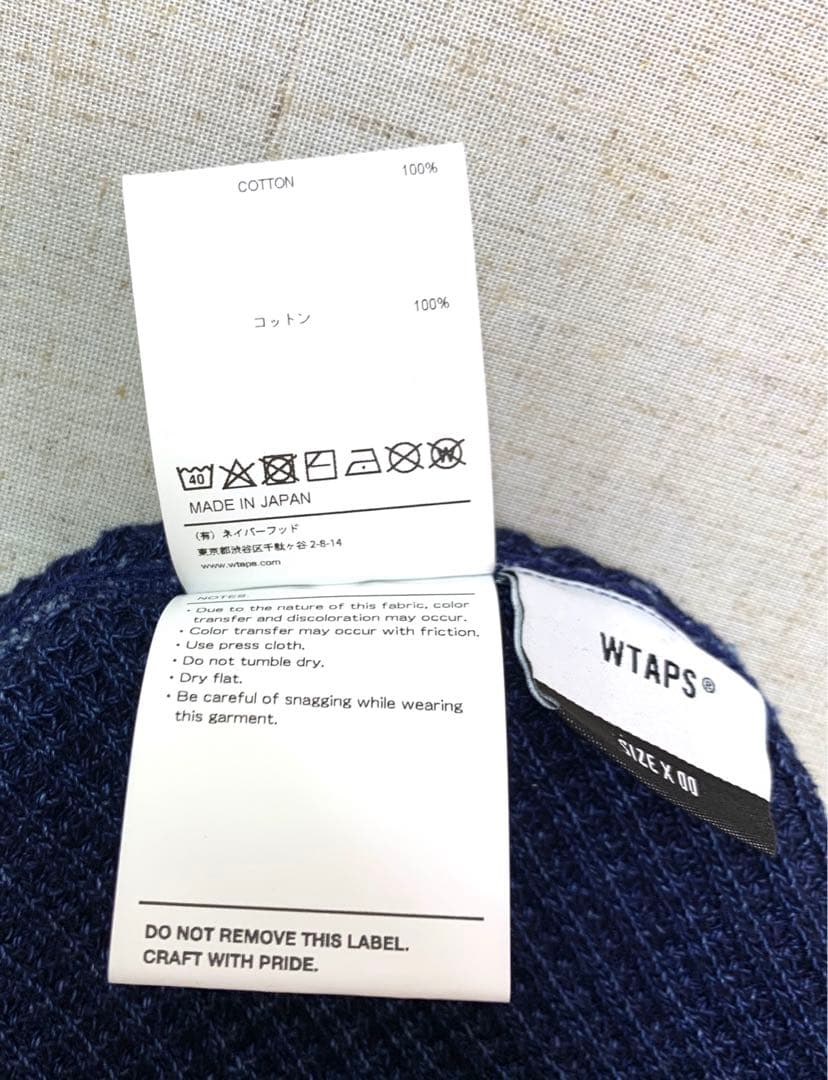 COTTON 100%
コットン 100%
40 W
MADE IN JAPAN
(有) ネイバーフッド
東京都渋谷区千駄ヶ谷 2-8-14
www.wtaps.com
NOTES.
・Due to the nature of this fabric, color
transfer and discoloration may occur.
・Color transfer may occur with friction.
・Use press cloth.
・Do not tumble dry.
・Dry flat.
・Be careful of snagging while wearing
this garment.
DO NOT REMOVE THIS LABEL.
CRAFT WITH PRIDE.
WTAPS®
SIZE X 00